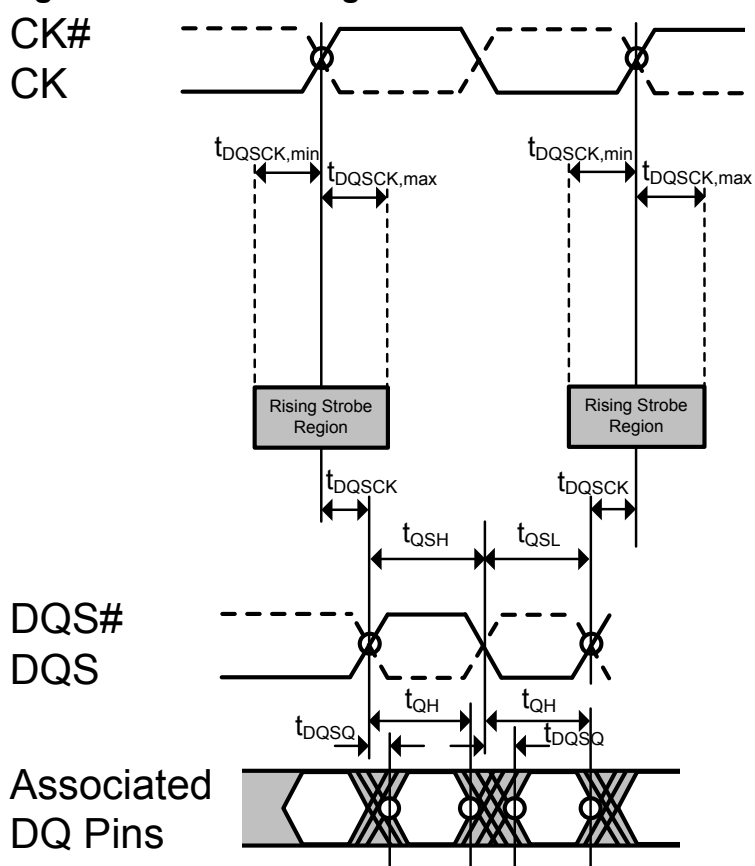 CK#
CK
tDQSCK,min
tDQSCK,max
tDQSCK,min
tDQSCK,max
Rising Strobe
Region
Rising Strobe
Region
tDQSCK
tDQSCK
tQSH
tQSL
DQS#
DQS
tQH
tQH
tDQSQ
tDQSQ
Associated
DQ Pins